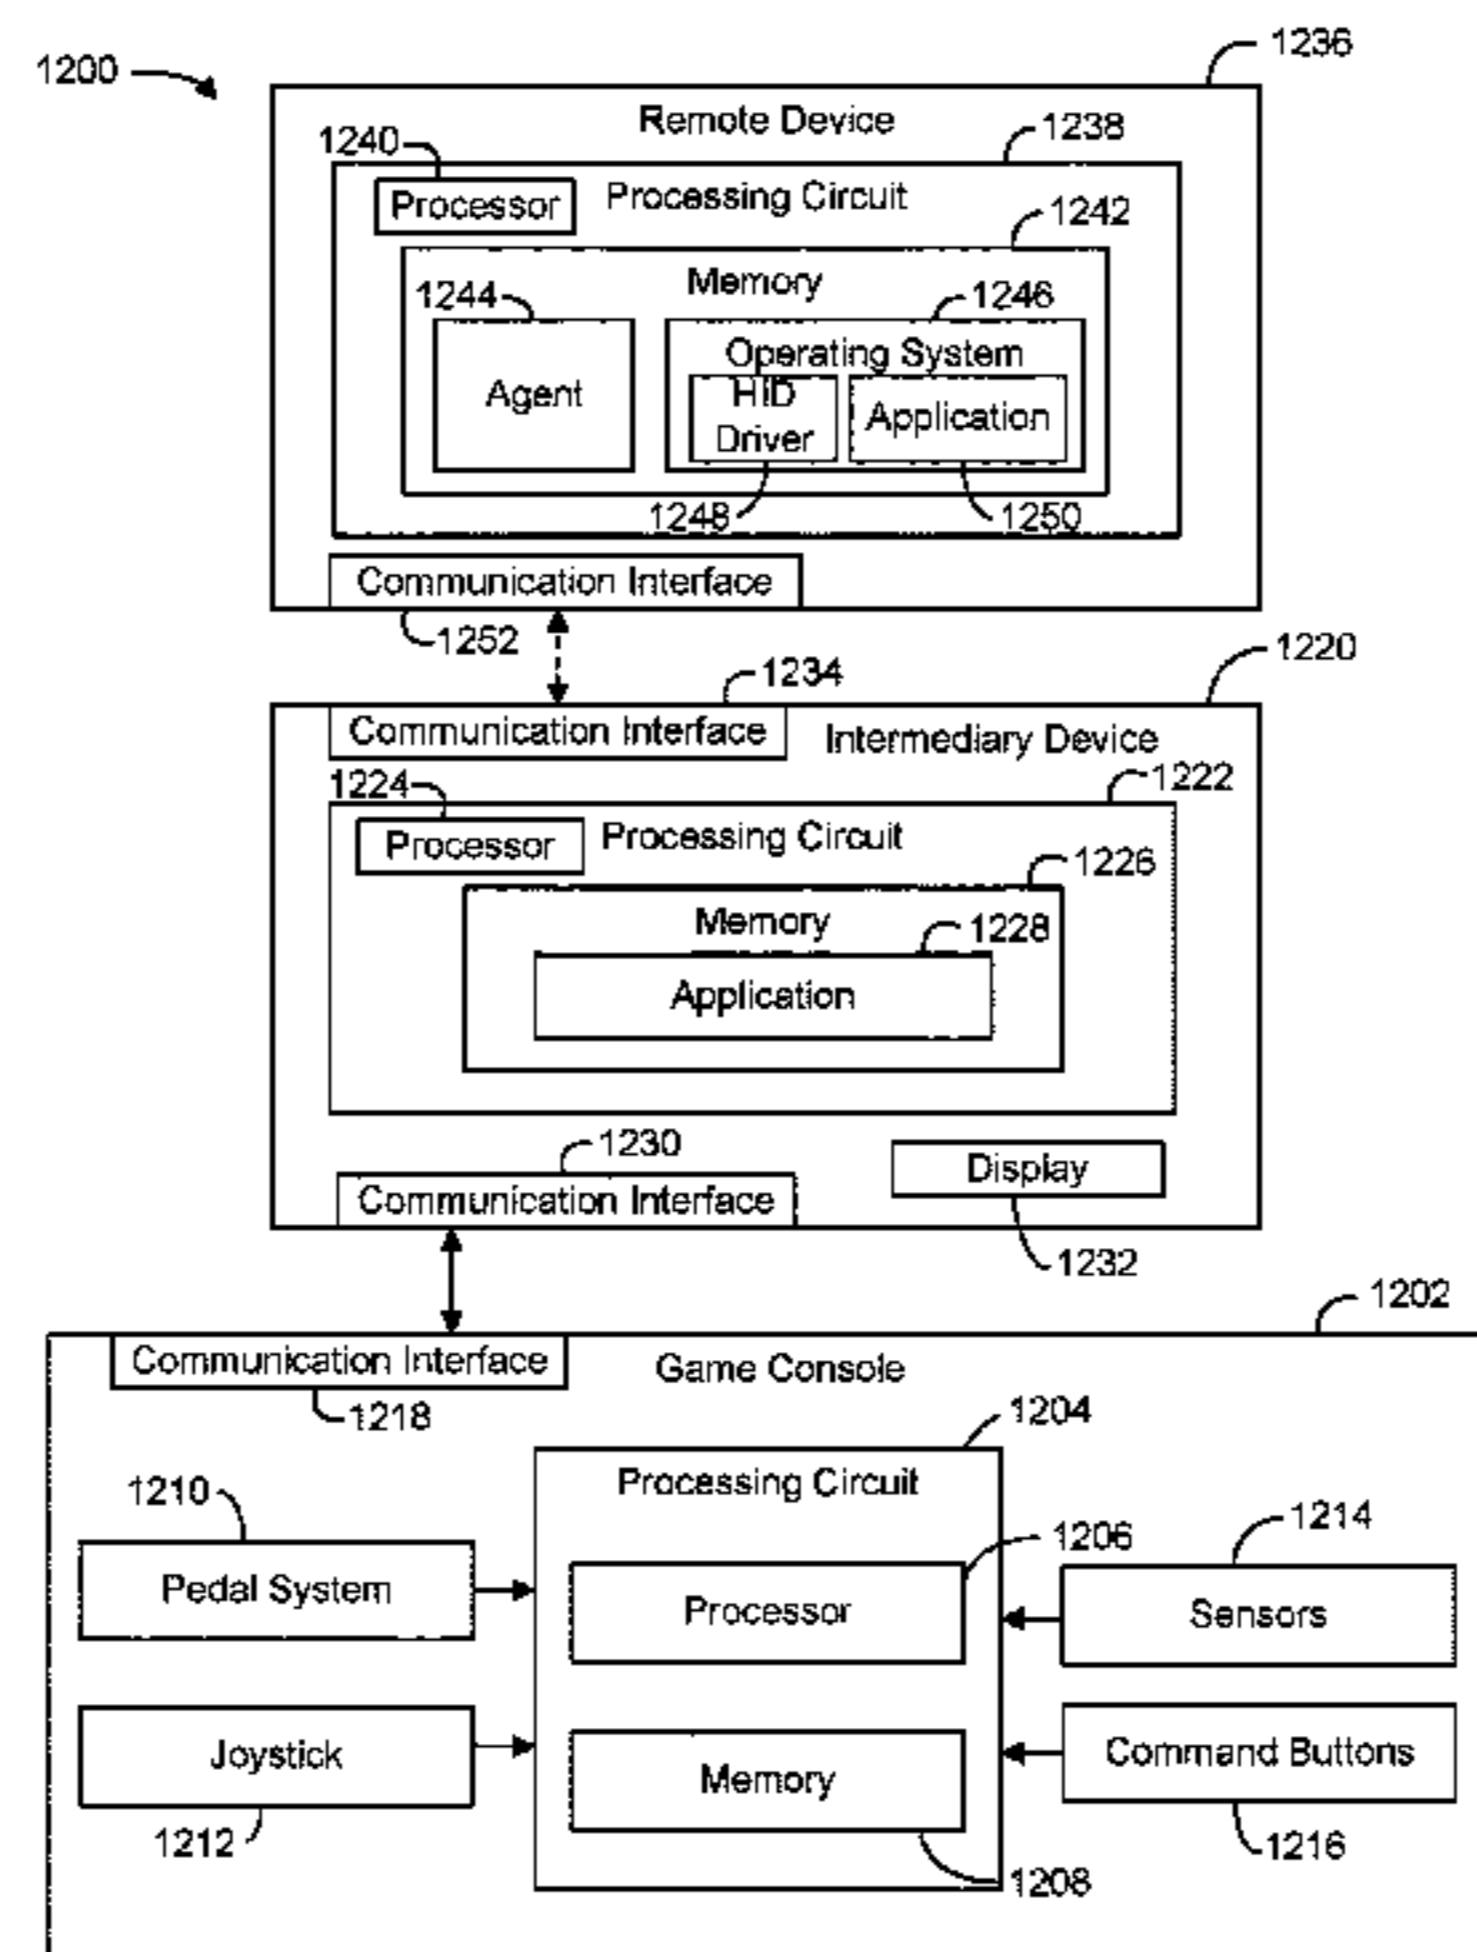 1236
1200
Remote Device
1238
1240
Processing Circuit
Processor
1242
Memory
1244
1246
Operating System
HID
Driver
Agent
Application
1248
1250
Communication Interface
1252
1220
1234
Communication Interface
Intermediary Device
1222
1224
Processing Circuit
Processor
1226
Memory
1228
Application
1230
Display
Communication Interface
1232
1202
Communication Interface
Game Console
1218
1204
Processing Circuit
1210
1214
1206
Pedal System
Processor
Sensors
Joystick
Command Buttons
Memory
1212
1216
1208